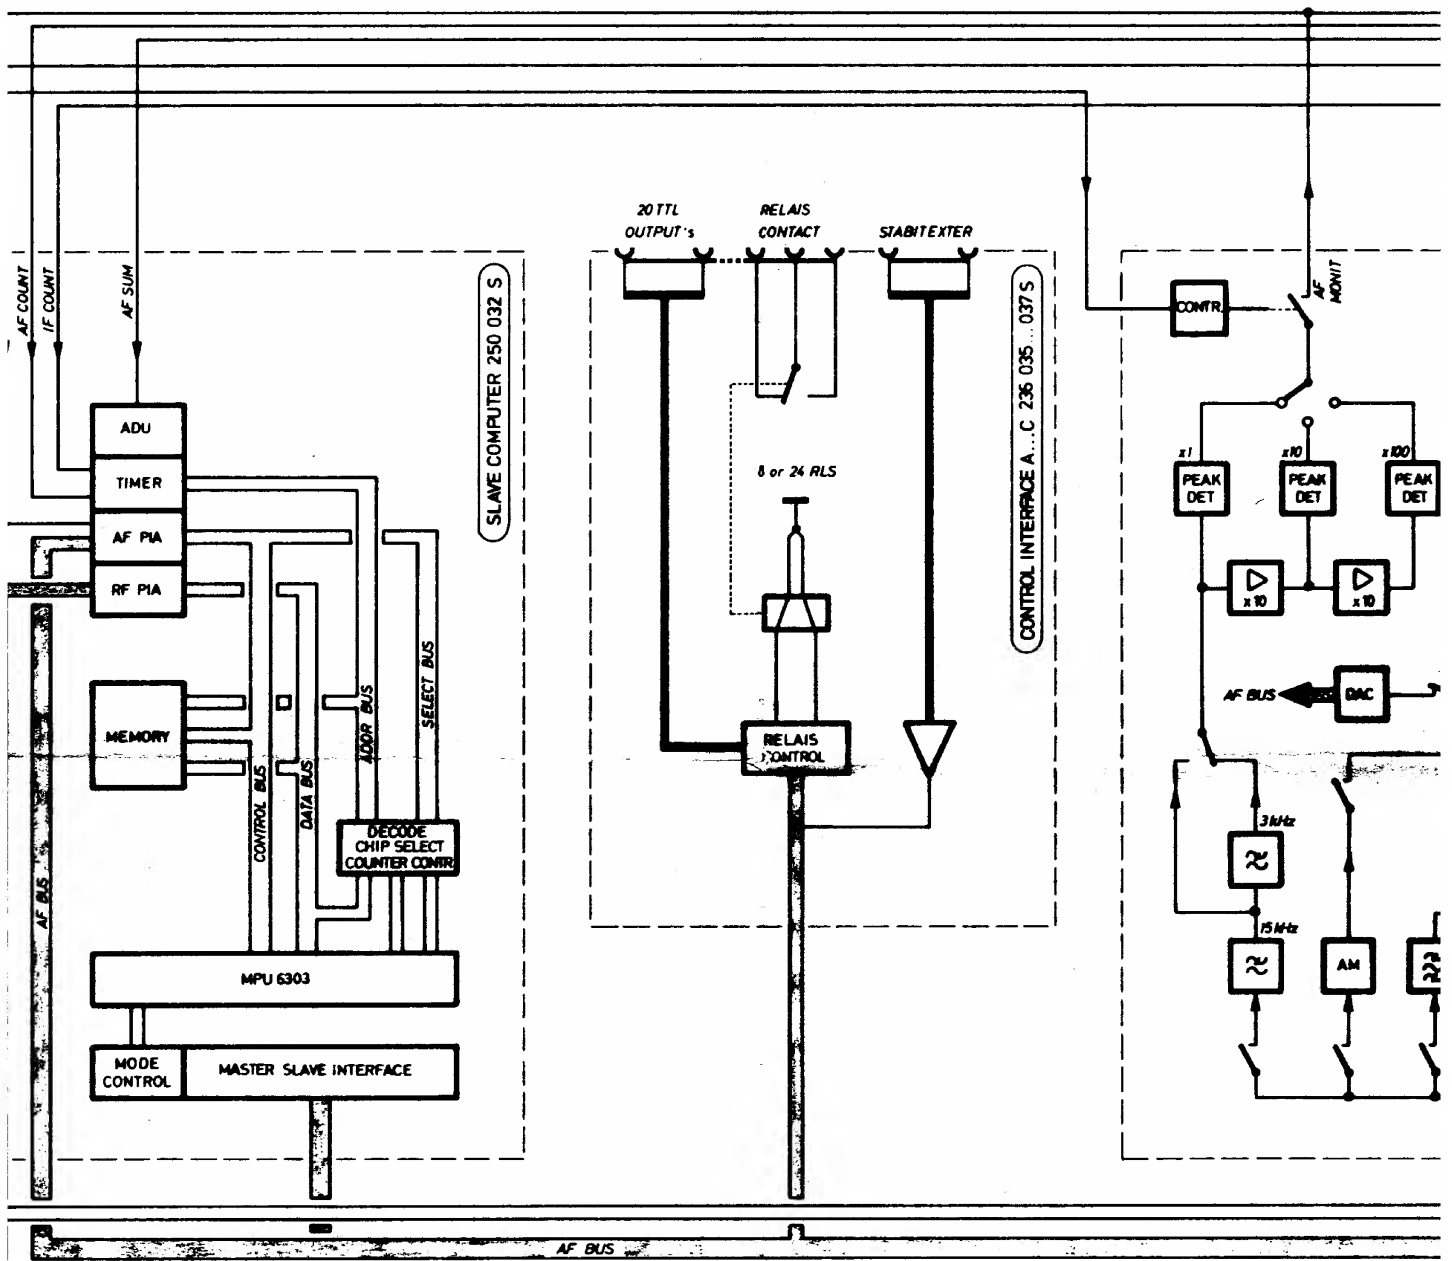 20 TTL
OUTPUT's
RELAIS
CONTACT
STABITEXTER
AF COUNT
IF COUNT
AF SUM
SLAVE COMPUTER 250 032 S
CONTROL INTERFACE A...C 236 035...037 S
CONTR.
AF
MONIT
ADU
TIMER
AF PIA
RF PIA
8 or 24 RLS
x1
PEAK
DET
x10
PEAK
DET
x100
PEAK
DET
x10
x10
AF BUS
DAC
MEMORY
CONTROL BUS
DATA BUS
ADDR BUS
SELECT BUS
RELAIS
CONTROL
DECODE
CHIP SELECT
COUNTER CONTR.
3 kHz
15 kHz
AM
AF BUS
MPU 6303
MODE
CONTROL
MASTER SLAVE INTERFACE
AF BUS